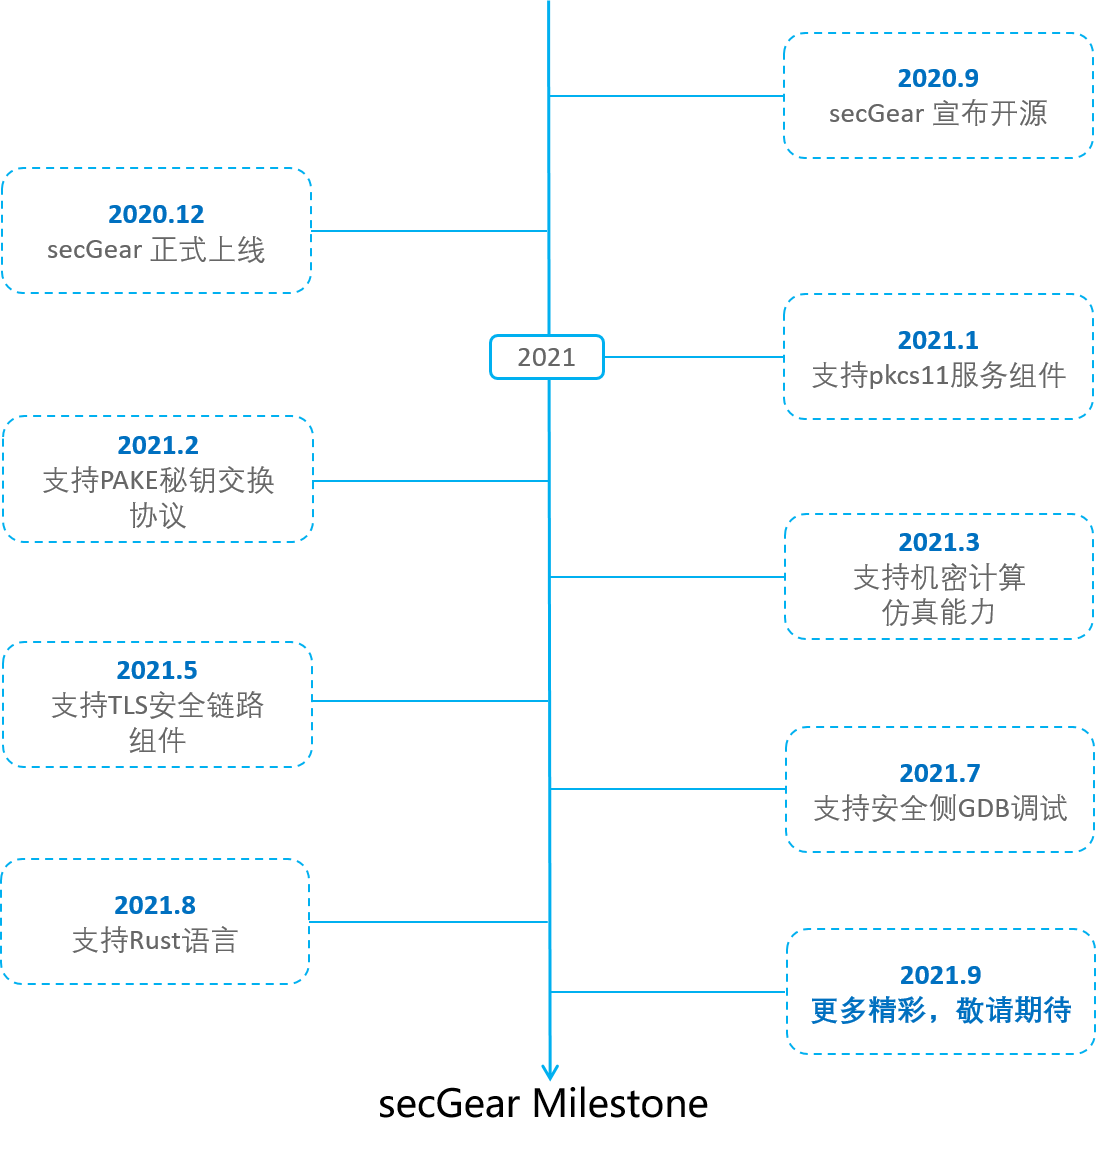 2020.9
secGear 宣布开源
2020.12
secGear 正式上线
2021
2021.1
支持pkcs11服务组件
2021.2
支持PAKE秘钥交换
协议
2021.3
支持机密计算
仿真能力
2021.5
支持TLS安全链路
组件
2021.7
支持安全侧GDB调试
2021.8
支持Rust语言
2021.9
更多精彩，敬请期待
secGear Milestone